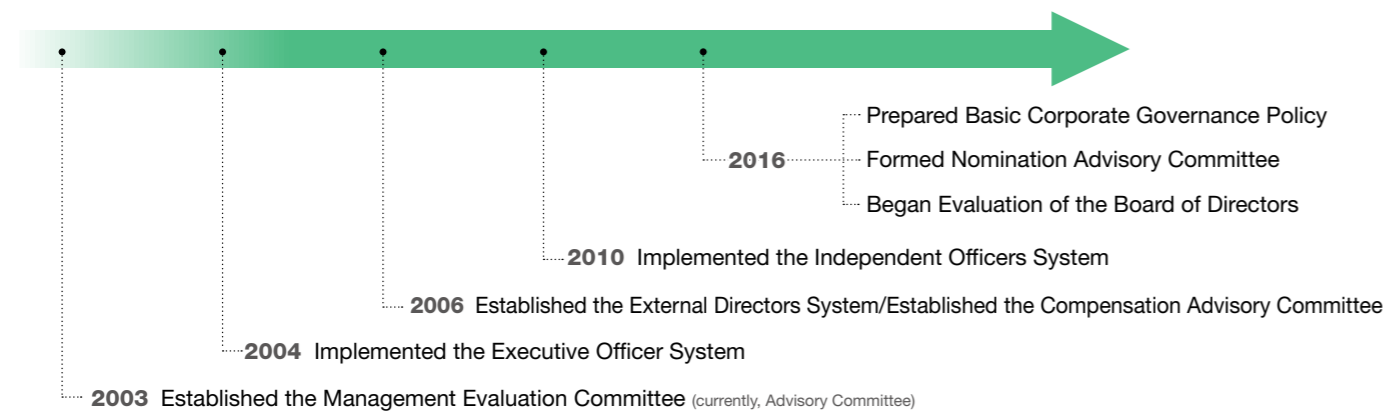 Prepared Basic Corporate Governance Policy
2016 Formed Nomination Advisory Committee
Began Evaluation of the Board of Directors
2010 Implemented the Independent Officers System
2006 Established the External Directors System/Established the Compensation Advisory Committee
2004 Implemented the Executive Officer System
2003 Established the Management Evaluation Committee (currently, Advisory Committee)